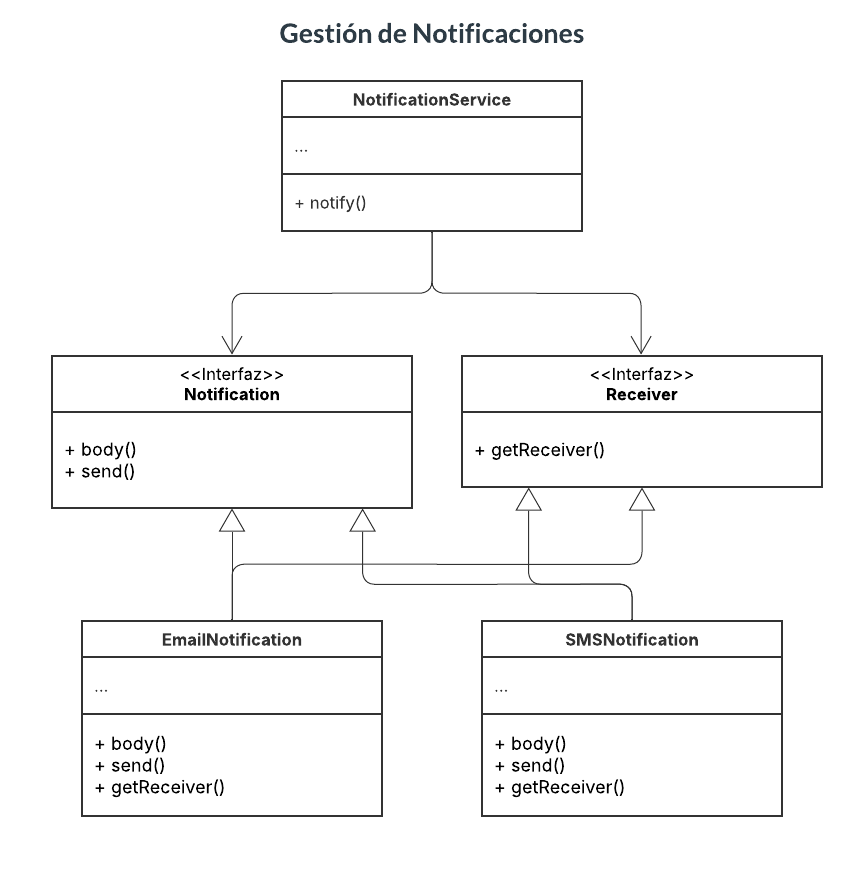 Gestión de Notificaciones
NotificationService
...
+ notify()
<<Interfaz>>
Notification
+ body()
+ send()
<<Interfaz>>
Receiver
+ getReceiver()
EmailNotification
...
+ body()
+ send()
+ getReceiver()
SMSNotification
...
+ body()
+ send()
+ getReceiver()